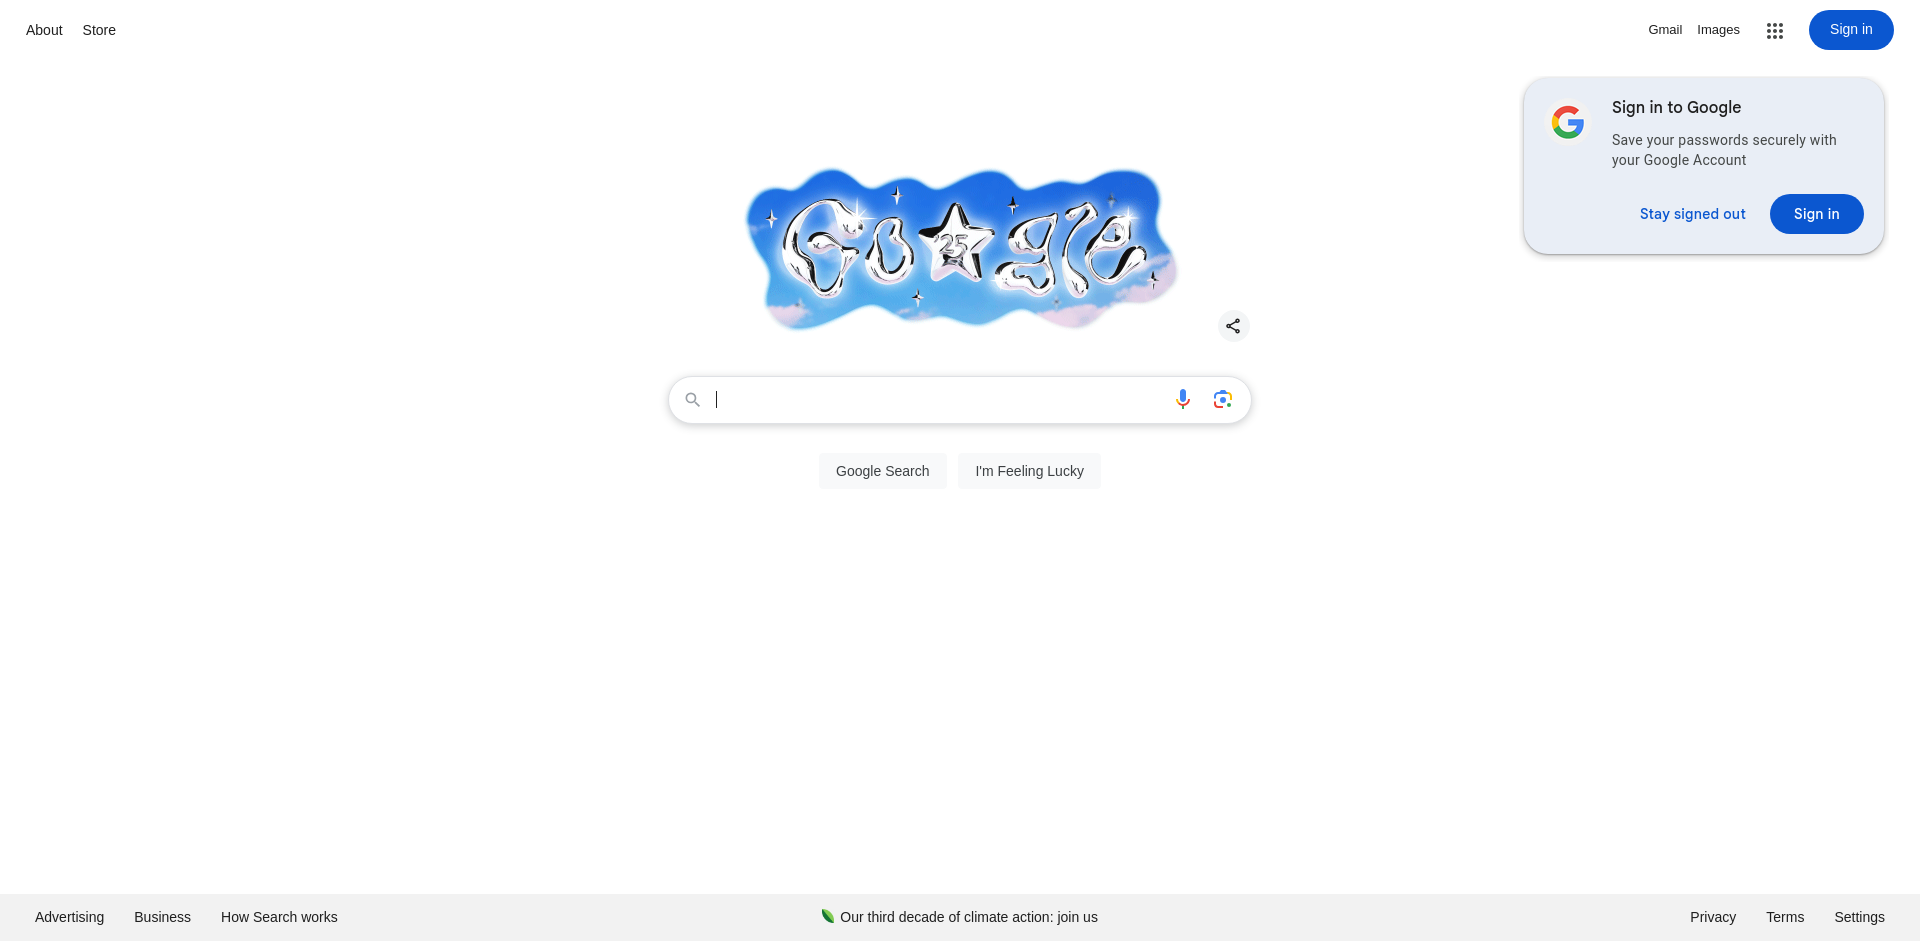 About
Store
Gmail
Images
Sign in
Sign in to Google
Save your passwords securely with
your Google Account
Stay signed out
Sign in
Go★gle
'25
Google Search
I'm Feeling Lucky
Advertising
Business
How Search works
Our third decade of climate action: join us
Privacy
Terms
Settings